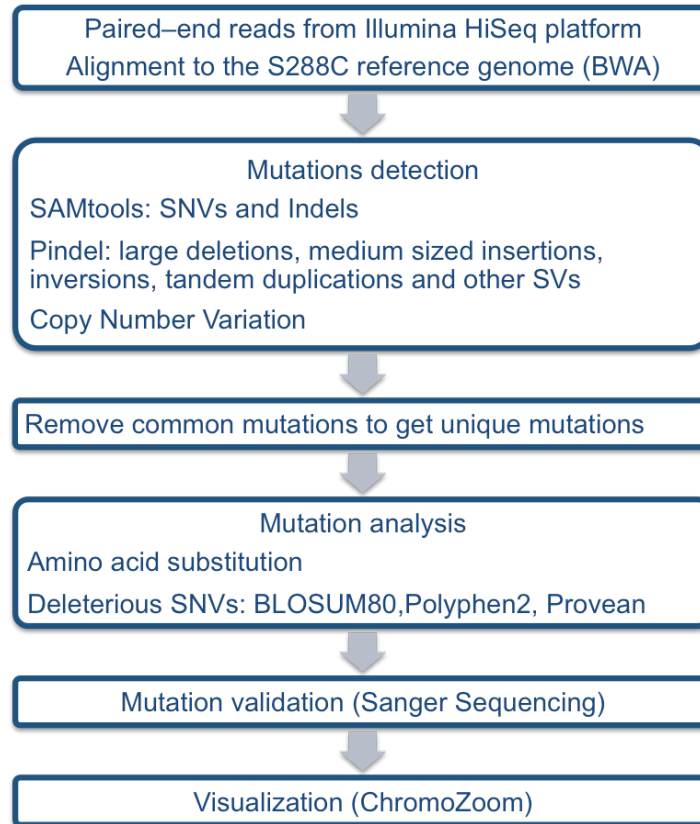 Paired–end reads from Illumina HiSeq platform
Alignment to the S288C reference genome (BWA)
Mutations detection
SAMtools: SNVs and Indels
Pindel: large deletions, medium sized insertions,
inversions, tandem duplications and other SVs
Copy Number Variation
Remove common mutations to get unique mutations
Mutation analysis
Amino acid substitution
Deleterious SNVs: BLOSUM80,Polyphen2, Provean
Mutation validation (Sanger Sequencing)
Visualization (ChromoZoom)